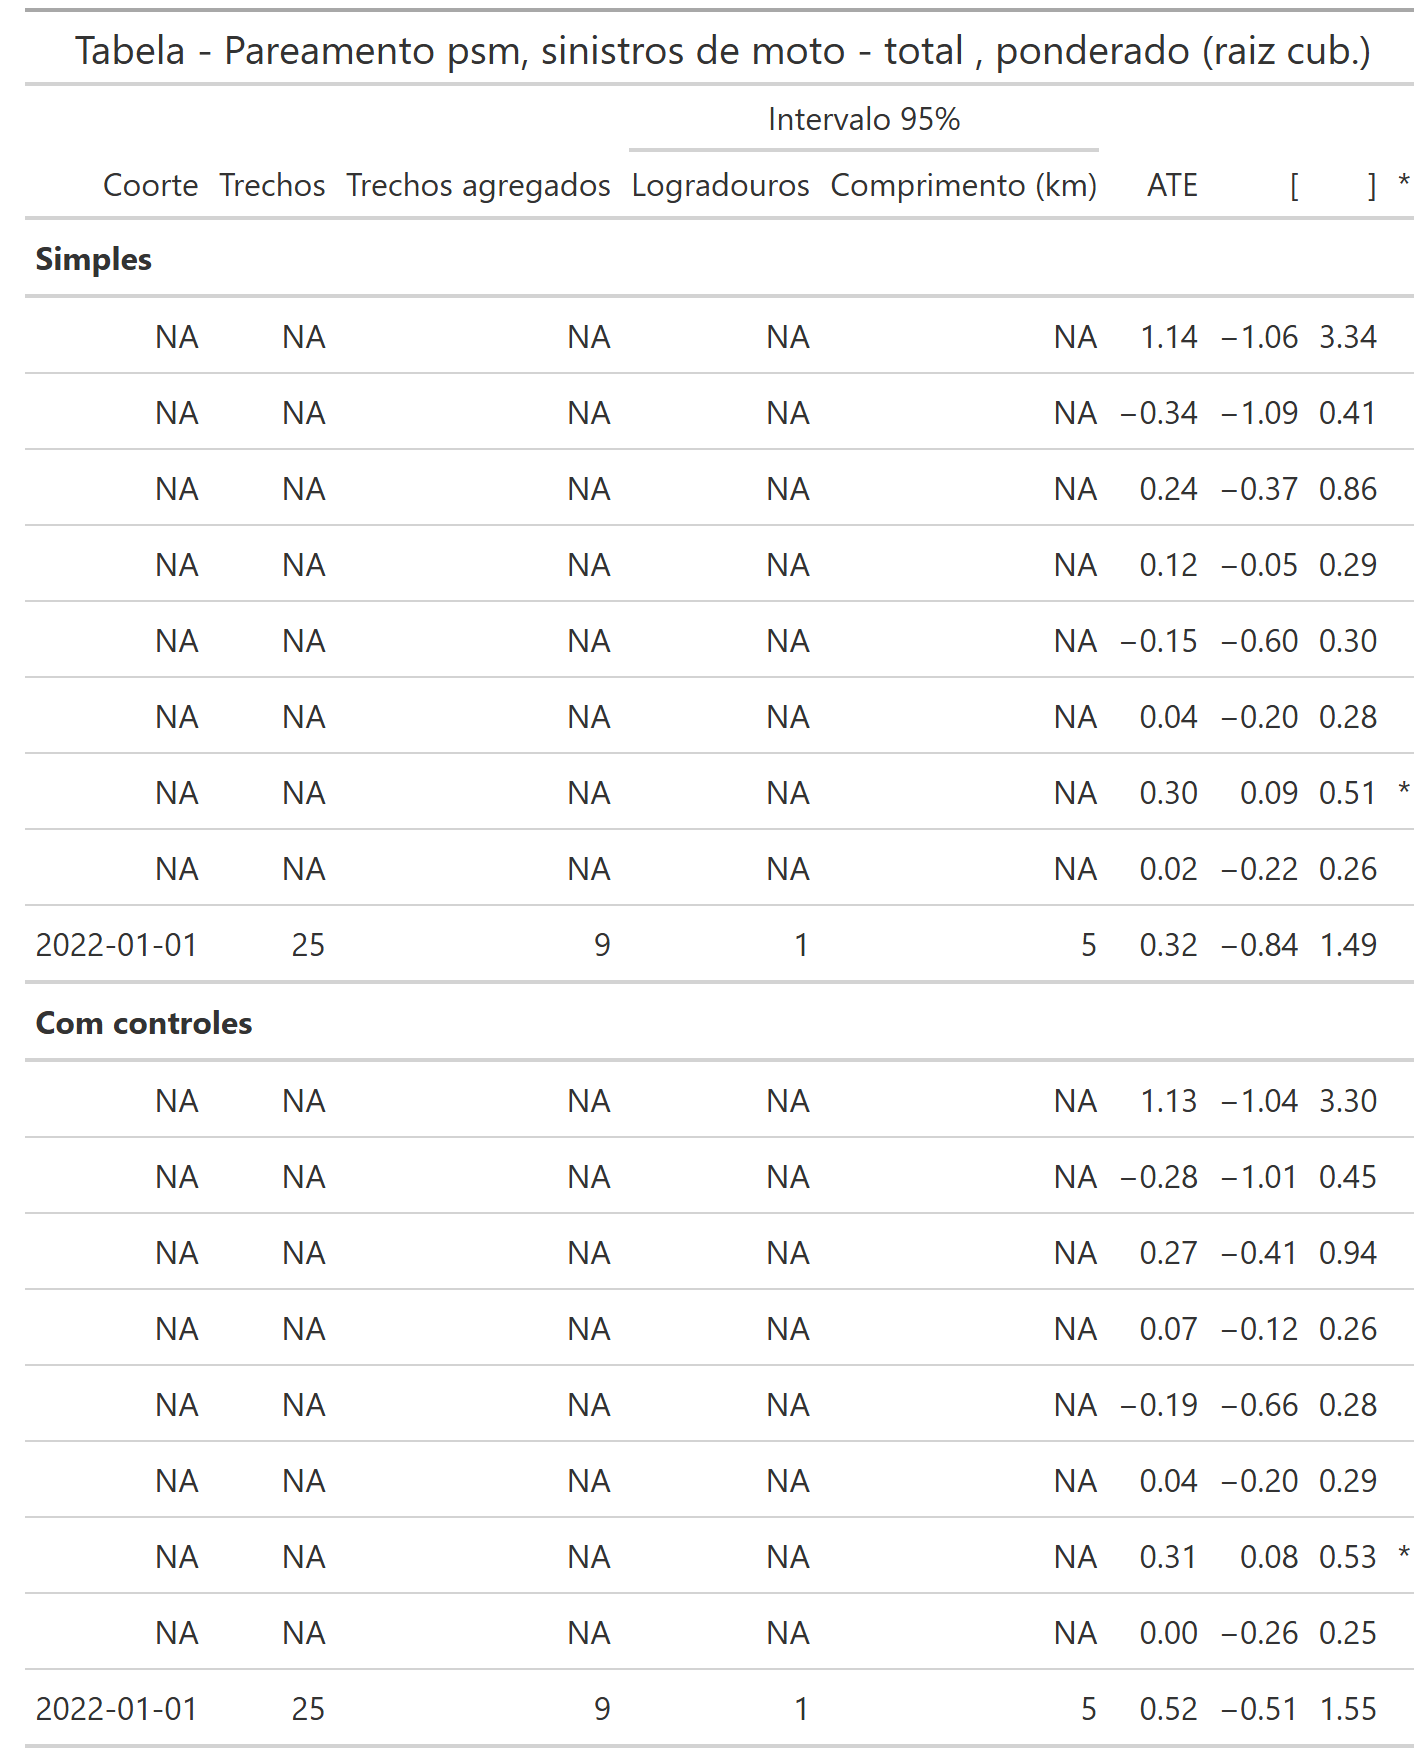 Tabela - Pareamento psm, sinistros de moto - total , ponderado (raiz cub.)
Intervalo 95%
Coorte Trechos Trechos agregados Logradouros Comprimento (km) ATE [ ] *
Simples
NA NA NA NA NA 1.14 −1.06 3.34
NA NA NA NA NA −0.34 −1.09 0.41
NA NA NA NA NA 0.24 −0.37 0.86
NA NA NA NA NA 0.12 −0.05 0.29
NA NA NA NA NA −0.15 −0.60 0.30
NA NA NA NA NA 0.04 −0.20 0.28
NA NA NA NA NA 0.30 0.09 0.51 *
NA NA NA NA NA 0.02 −0.22 0.26
2022-01-01 25 9 1 5 0.32 −0.84 1.49
Com controles
NA NA NA NA NA 1.13 −1.04 3.30
NA NA NA NA NA −0.28 −1.01 0.45
NA NA NA NA NA 0.27 −0.41 0.94
NA NA NA NA NA 0.07 −0.12 0.26
NA NA NA NA NA −0.19 −0.66 0.28
NA NA NA NA NA 0.04 −0.20 0.29
NA NA NA NA NA 0.31 0.08 0.53 *
NA NA NA NA NA 0.00 −0.26 0.25
2022-01-01 25 9 1 5 0.52 −0.51 1.55